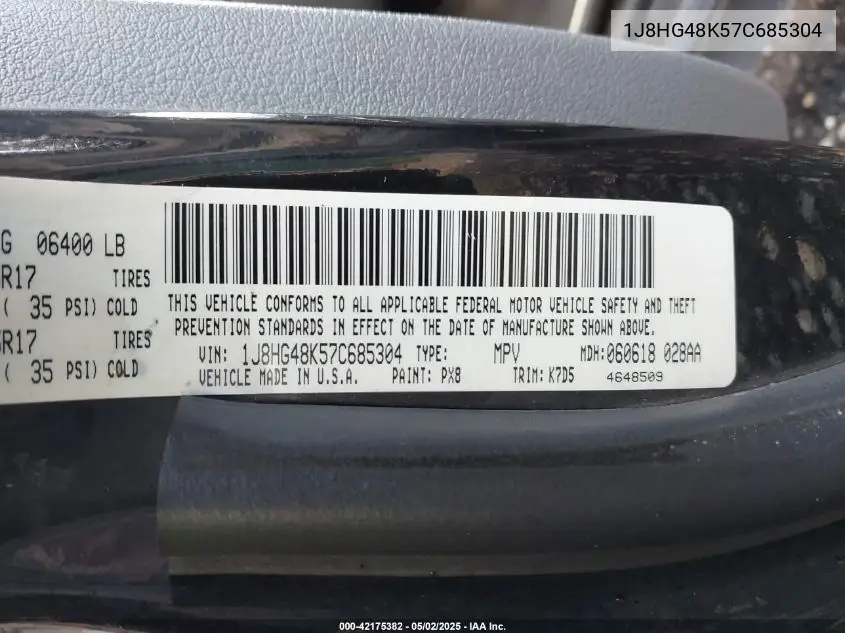 1J8HG48K57C685304
G 06400 LB
R17 TIRES
( 35 PSI) COLD
R17 TIRES
( 35 PSI) COLD
THIS VEHICLE CONFORMS TO ALL APPLICABLE FEDERAL MOTOR VEHICLE SAFETY AND THEFT
PREVENTION STANDARDS IN EFFECT ON THE DATE OF MANUFACTURE SHOWN ABOVE.
VIN: 1J8HG48K57C685304 TYPE: MPV MDH: 060618 028AA
VEHICLE MADE IN U.S.A. PAINT: PX8 TRIM: K7D5 4648509
000-42175382 - 05/02/2025 - IAA Inc.